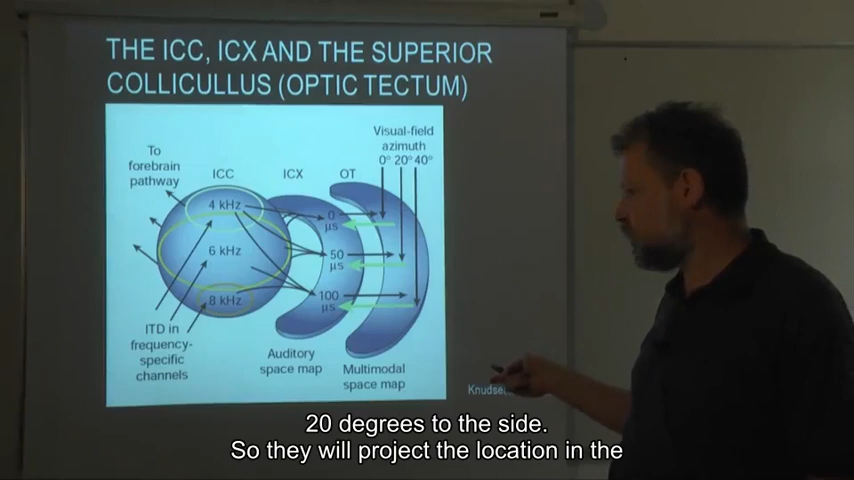 THE ICC, ICX AND THE SUPERIOR
COLLICULLUS (OPTIC TECTUM)
Visual-field
azimuth
0° 20° 40°
To
forebrain
pathway
ICC
ICX
OT
4 kHz
6 kHz
8 kHz
0
µs
50
µs
100
µs
ITD in
frequency-
specific
channels
Auditory
space map
Multimodal
space map
20 degrees to the side.
So they will project the location in the